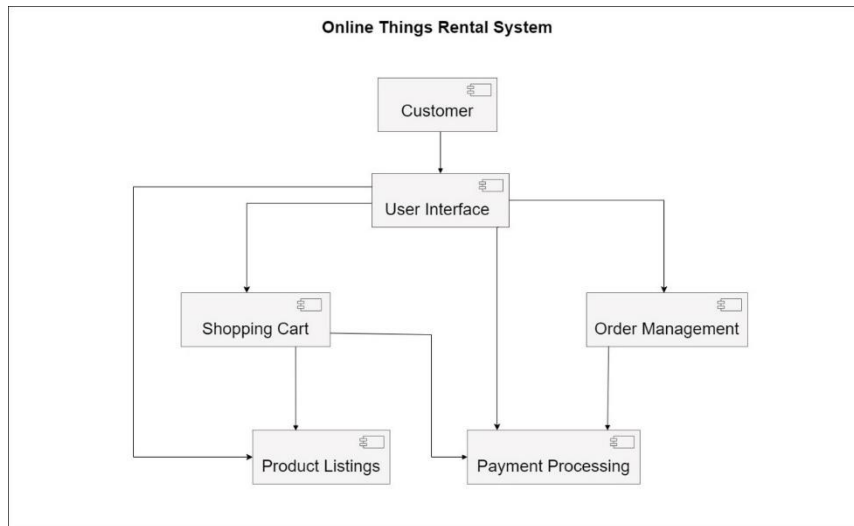 Online Things Rental System
Customer
User Interface
Shopping Cart
Order Management
Product Listings
Payment Processing